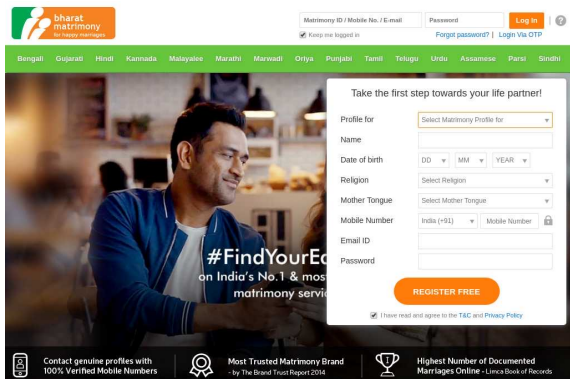 bharat
matrimony
for happy marriages
Matrimony ID / Mobile No. / E-mail
Password
Log In
?
Keep me logged in
Forgot password? |
Login Via OTP
Bengali Gujarati Hindi Kannada Malayalee Marathi Marwadi Oriya Punjabi Tamil Telugu Urdu Assamese Parsi Sindhi
Take the first step towards your life partner!
Profile for
Select Matrimony Profile for
Name
Date of birth
DD
MM
YEAR
Religion
Select Religion
Mother Tongue
Select Mother Tongue
Mobile Number
India (+91)
Mobile Number
Email ID
Password
REGISTER FREE
I have read and agree to the T&C and Privacy Policy
#FindYourEq
on India's No.1 & mos
matrimony servic
Contact genuine profiles with
100% Verified Mobile Numbers
Most Trusted Matrimony Brand
- by The Brand Trust Report 2014
Highest Number of Documented
Marriages Online - Limca Book of Records